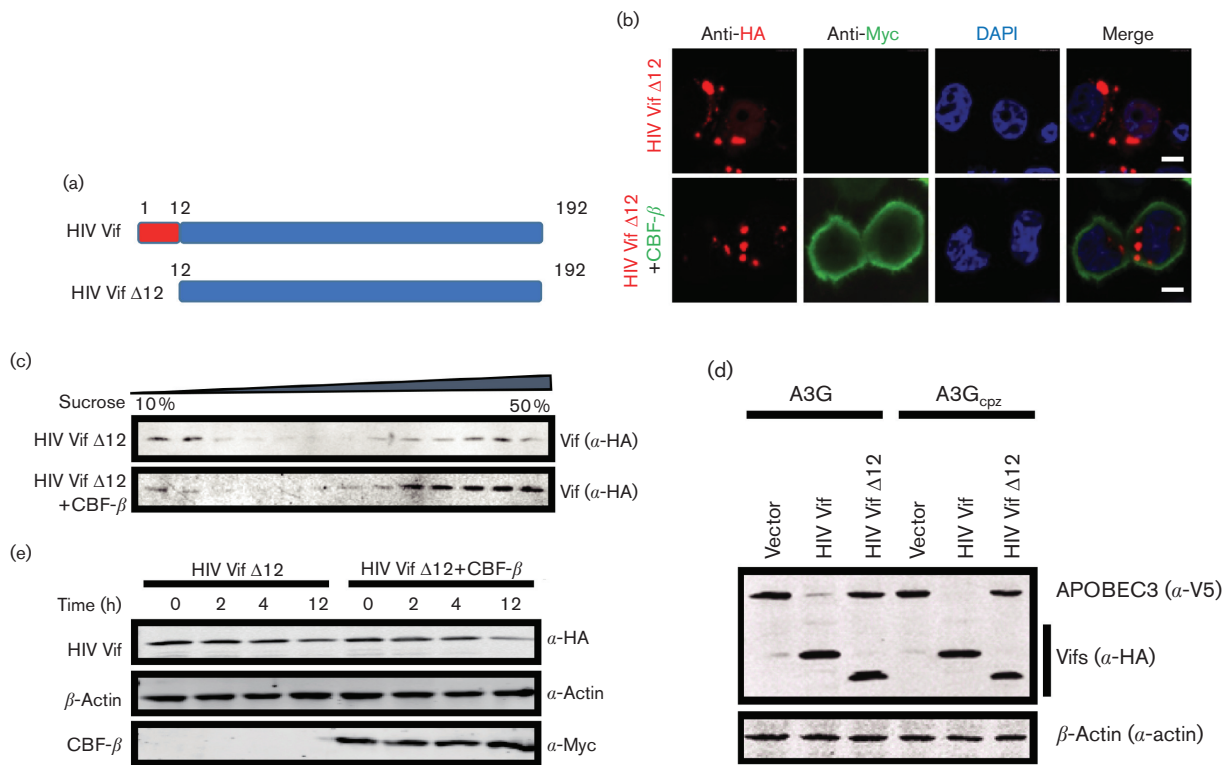 (a)
1 12 192
HIV Vif
12 192
HIV Vif Δ12
(b)
Anti-HA Anti-Myc DAPI Merge
HIV Vif Δ12
HIV Vif Δ12
+CBF-β
(c)
Sucrose 10 % 50 %
HIV Vif Δ12 Vif (α-HA)
HIV Vif Δ12
+CBF-β Vif (α-HA)
(d)
A3G A3Gcpz
Vector HIV Vif HIV Vif Δ12 Vector HIV Vif HIV Vif Δ12
APOBEC3 (α-V5)
Vifs (α-HA)
β-Actin (α-actin)
(e)
HIV Vif Δ12 HIV Vif Δ12+CBF-β
Time (h) 0 2 4 12 0 2 4 12
HIV Vif α-HA
β-Actin α-Actin
CBF-β α-Myc